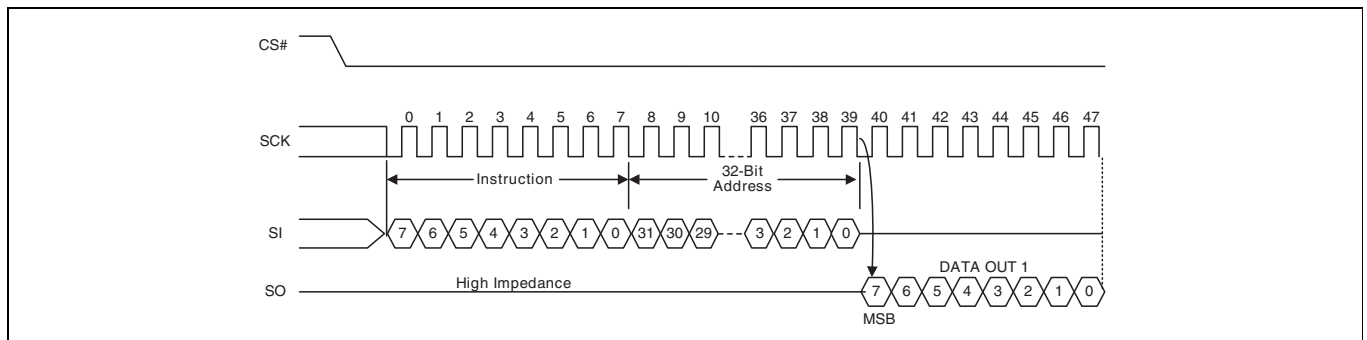 CS#
0 1 2 3 4 5 6 7 8 9 10 36 37 38 39 40 41 42 43 44 45 46 47
SCK
Instruction
32-Bit
Address
SI
7 6 5 4 3 2 1 0 31 30 29 3 2 1 0
DATA OUT 1
SO
High Impedance
7 6 5 4 3 2 1 0
MSB